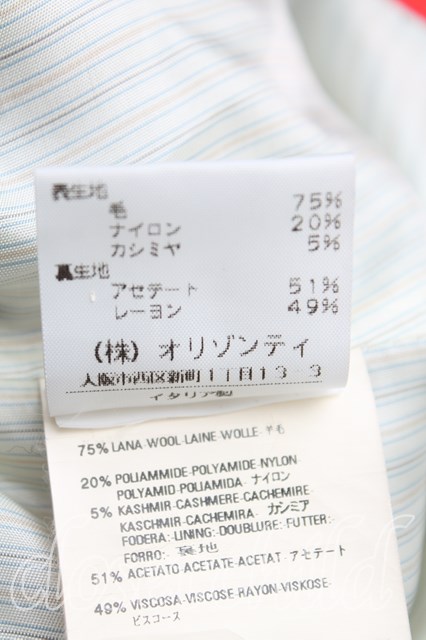 表生地
毛 75%
ナイロン 20%
カシミヤ 5%
裏生地
アセテート 51%
レーヨン 49%
(株) オリゾンティ
大阪市西区新町1丁目13-3
イタリア製
75% LANA-WOOL-LAINE-WOLLE-
20% POLIAMMIDE-POLYAMIDE-NYLON
POLYAMID-POLIAMIDA-ナイロン
5% KASHMIR-CASHMERE-CACHEMIRE-
KASCHMIR-CACHEMIRA-カシミア
FODERA:-LINING:-DOUBLURE:-FUTTER:-
FORRO:-裏地
51% ACETATO-ACETATE-ACETAT-アセテート
49% VISCOSA-VISCOSE-RAYON-VISKOSE-
ビスコース